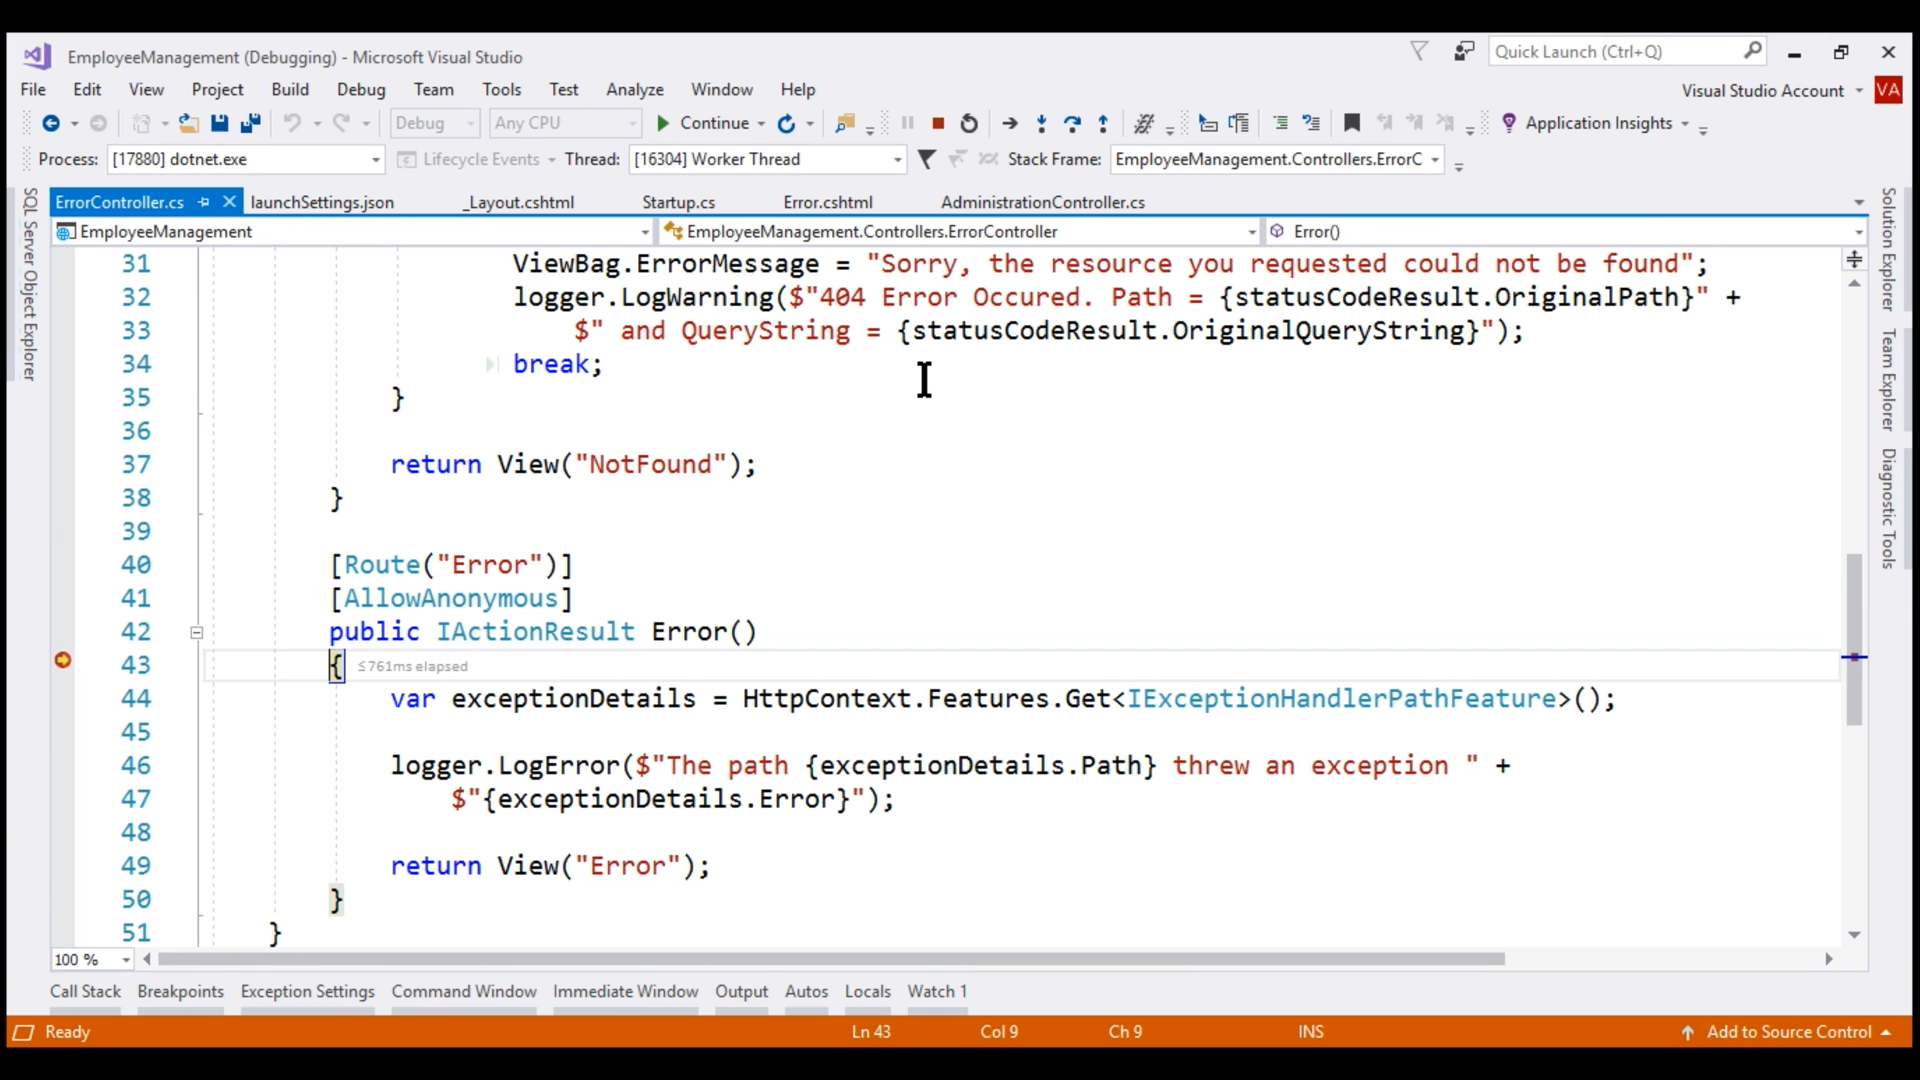 EmployeeManagement (Debugging) - Microsoft Visual Studio
Quick Launch (Ctrl+Q)
File Edit View Project Build Debug Team Tools Test Analyze Window Help
Visual Studio Account VA
Debug Any CPU Continue Application Insights
Process: [17880] dotnet.exe Lifecycle Events Thread: [16304] Worker Thread Stack Frame: EmployeeManagement.Controllers.ErrorC
ErrorController.cs launchSettings.json _Layout.cshtml Startup.cs Error.cshtml AdministrationController.cs
EmployeeManagement EmployeeManagement.Controllers.ErrorController Error()
SQL Server Object Explorer
Solution Explorer
Team Explorer
Diagnostic Tools
31 ViewBag.ErrorMessage = "Sorry, the resource you requested could not be found";
32 logger.LogWarning($"404 Error Occured. Path = {statusCodeResult.OriginalPath}" +
33 $" and QueryString = {statusCodeResult.OriginalQueryString}");
34 break;
35 }
36
37 return View("NotFound");
38 }
39
40 [Route("Error")]
41 [AllowAnonymous]
42 public IActionResult Error()
43 { ≤761ms elapsed
44 var exceptionDetails = HttpContext.Features.Get<IExceptionHandlerPathFeature>();
45
46 logger.LogError($"The path {exceptionDetails.Path} threw an exception " +
47 $"{exceptionDetails.Error}");
48
49 return View("Error");
50 }
51 }
100 %
Call Stack Breakpoints Exception Settings Command Window Immediate Window Output Autos Locals Watch 1
Ready Ln 43 Col 9 Ch 9 INS Add to Source Control